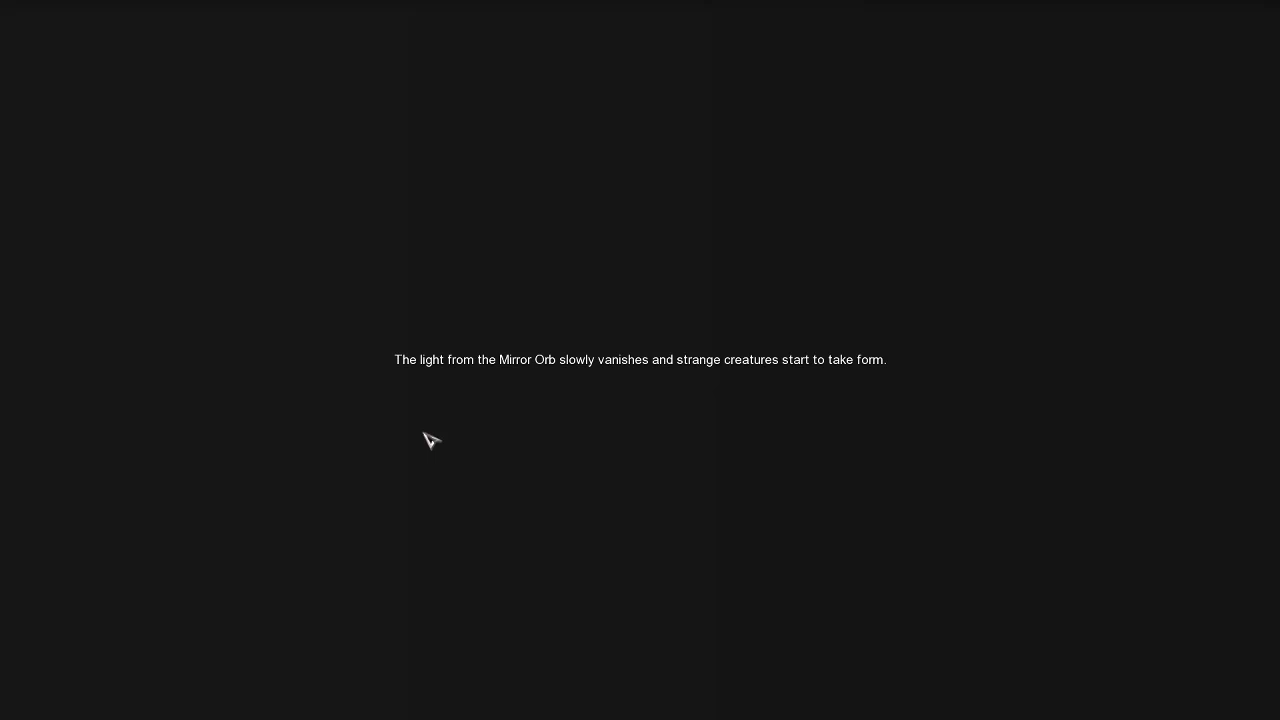 The light from the Mirror Orb slowly vanishes and strange creatures start to take form.